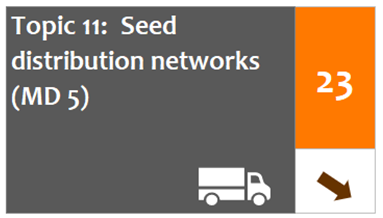 Topic 11:  Seed
distribution networks
(MD 5)
23